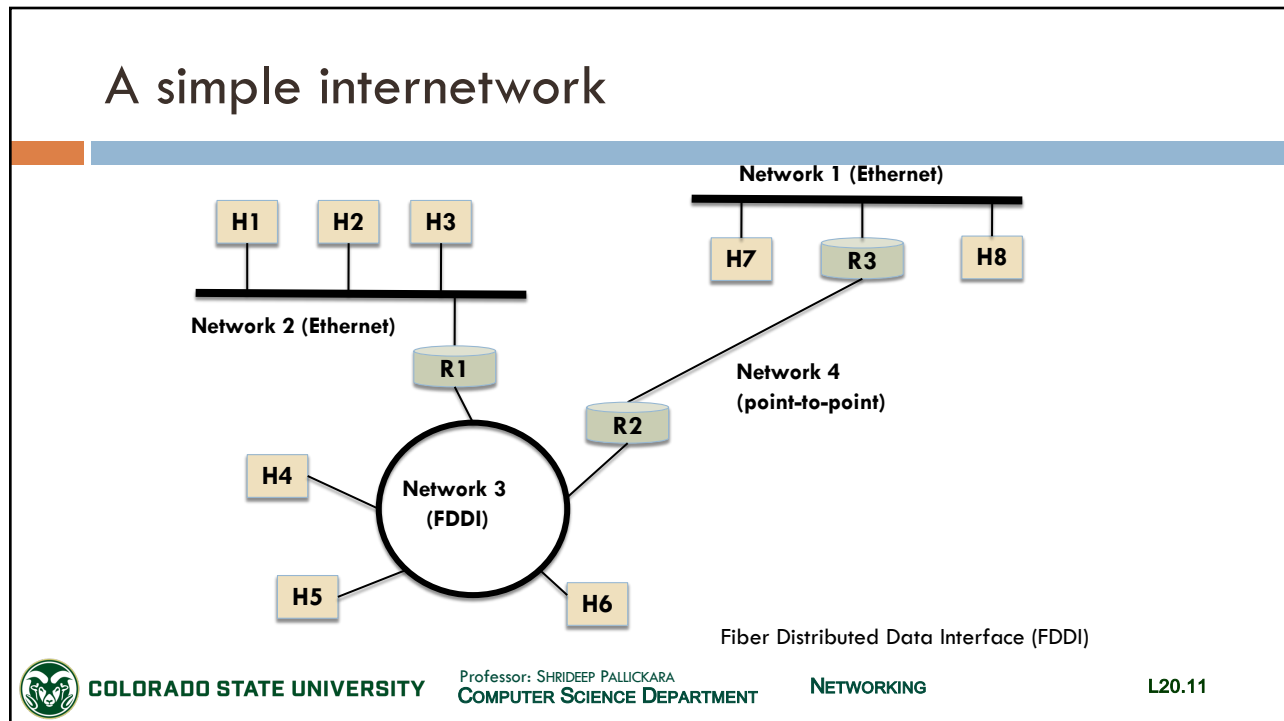 A simple internetwork
Network 1 (Ethernet)
H1
H2
H3
H7
R3
H8
Network 2 (Ethernet)
R1
Network 4
(point-to-point)
R2
H4
Network 3
(FDDI)
H5
H6
Fiber Distributed Data Interface (FDDI)
COLORADO STATE UNIVERSITY
Professor: SHRIDEEP PALLICKARA
COMPUTER SCIENCE DEPARTMENT
NETWORKING
L20.11